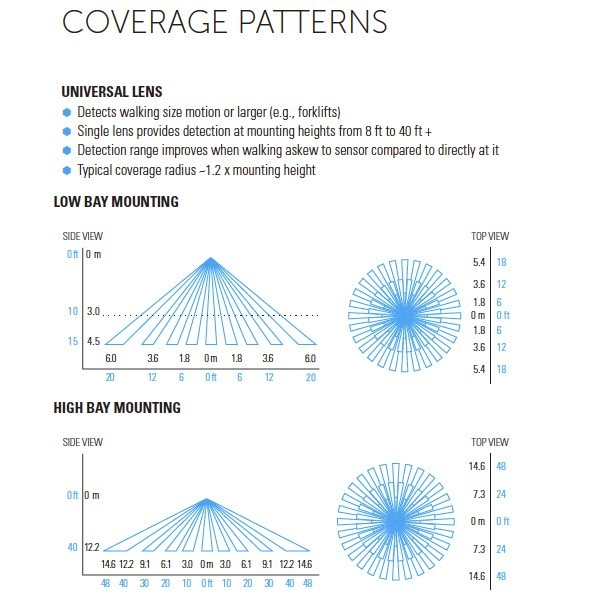 COVERAGE PATTERNS
UNIVERSAL LENS
Detects walking size motion or larger (e.g., forklifts)
Single lens provides detection at mounting heights from 8 ft to 40 ft +
Detection range improves when walking askew to sensor compared to directly at it
Typical coverage radius ~1.2 x mounting height
LOW BAY MOUNTING
SIDE VIEW
0 ft 0 m
10 3.0
15 4.5
6.0 3.6 1.8 0 m 1.8 3.6 6.0
20 12 6 0 ft 6 12 20
TOP VIEW
5.4 18
3.6 12
1.8 6
0 m 0 ft
1.8 6
3.6 12
5.4 18
HIGH BAY MOUNTING
SIDE VIEW
0 ft 0 m
40 12.2
14.6 12.2 9.1 6.1 3.0 0 m 3.0 6.1 9.1 12.2 14.6
48 40 30 20 10 0 ft 10 20 30 40 48
TOP VIEW
14.6 48
7.3 24
0 m 0 ft
7.3 24
14.6 48